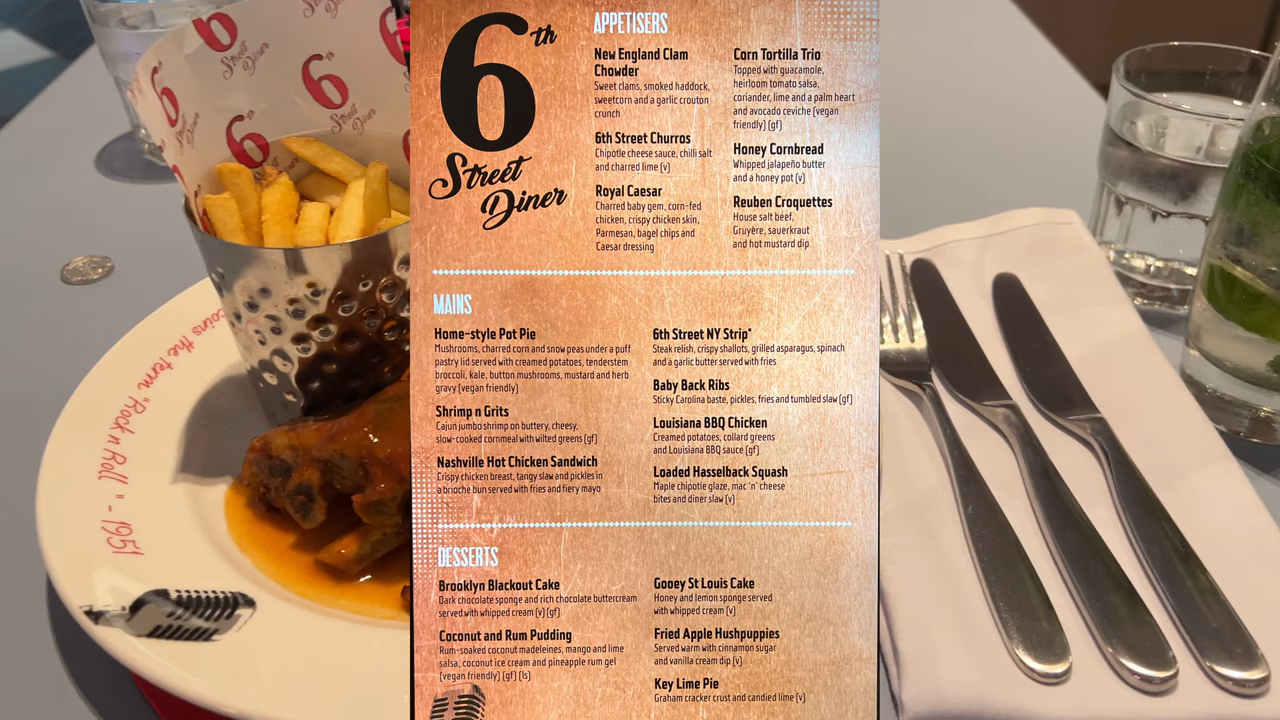 6
Street
Diner
6
Street
Diner
6
Street
Diner
6
coins the term "Rock n Roll" - 1951
6th
Street
Diner
APPETISERS
New England Clam
Chowder
Sweet clams, smoked haddock,
sweetcorn and a garlic crouton
crunch
6th Street Churros
Chipotle cheese sauce, chilli salt
and charred lime (v)
Royal Caesar
Charred baby gem, corn-fed
chicken, crispy chicken skin,
Parmesan, bagel chips and
Caesar dressing
Corn Tortilla Trio
Topped with guacamole,
heirloom tomato salsa,
coriander, lime and a palm heart
and avocado ceviche (vegan
friendly) (gf)
Honey Cornbread
Whipped jalapeño butter
and a honey pot (v)
Reuben Croquettes
House salt beef,
Gruyère, sauerkraut
and hot mustard dip
MAINS
Home-style Pot Pie
Mushrooms, charred corn and snow peas under a puff
pastry lid served with creamed potatoes, tenderstem
broccoli, kale, button mushrooms, mustard and herb
gravy (vegan friendly)
Shrimp n Grits
Cajun jumbo shrimp on buttery, cheesy,
slow-cooked cornmeal with wilted greens (gf)
Nashville Hot Chicken Sandwich
Crispy chicken breast, tangy slaw and pickles in
a brioche bun served with fries and fiery mayo
6th Street NY Strip*
Steak relish, crispy shallots, grilled asparagus, spinach
and a garlic butter served with fries
Baby Back Ribs
Sticky Carolina baste, pickles, fries and tumbled slaw (gf)
Louisiana BBQ Chicken
Creamed potatoes, collard greens
and Louisiana BBQ sauce (gf)
Loaded Hasselback Squash
Maple chipotle glaze, mac 'n' cheese
bites and diner slaw (v)
DESSERTS
Brooklyn Blackout Cake
Dark chocolate sponge and rich chocolate buttercream
served with whipped cream (v) (gf)
Coconut and Rum Pudding
Rum-soaked coconut madeleines, mango and lime
salsa, coconut ice cream and pineapple rum gel
(vegan friendly) (gf) (ls)
Gooey St Louis Cake
Honey and lemon sponge served
with whipped cream (v)
Fried Apple Hushpuppies
Served warm with cinnamon sugar
and vanilla cream dip (v)
Key Lime Pie
Graham cracker crust and candied lime (v)